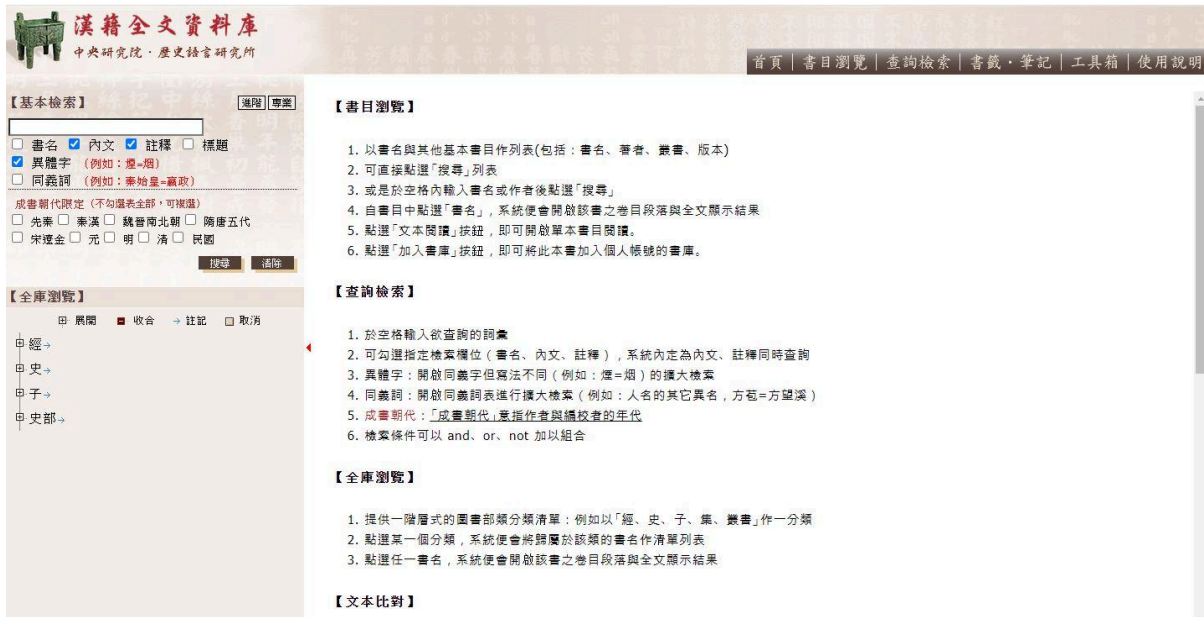 漢籍全文資料庫
中央研究院・歷史語言研究所
首頁│書目瀏覽│查詢檢索│書籤・筆記│工具箱│使用說明
【基本檢索】 進階 專業
書名 內文 註釋 標題
異體字 (例如：煙=烟)
同義詞 (例如：秦始皇=嬴政)
成書朝代限定 (不勾選表全部，可複選)
先秦 秦漢 魏晉南北朝 隋唐五代
宋遼金 元 明 清 民國
搜尋 清除
【全庫瀏覽】
展開 收合 →註記 取消
經→
史→
子→
史部→
【書目瀏覽】
1. 以書名與其他基本書目作列表(包括：書名、著者、叢書、版本)
2. 可直接點選「搜尋」列表
3. 或是於空格內輸入書名或作者後點選「搜尋」
4. 自書目中點選「書名」，系統便會開啟該書之卷目段落與全文顯示結果
5. 點選「文本閱讀」按鈕，即可開啟單本書目閱讀。
6. 點選「加入書庫」按鈕，即可將此本書加入個人帳號的書庫。
【查詢檢索】
1. 於空格輸入欲查詢的詞彙
2. 可勾選指定檢索欄位（書名、內文、註釋），系統內定為內文、註釋同時查詢
3. 異體字：開啟同義字但寫法不同（例如：煙=烟）的擴大檢索
4. 同義詞：開啟同義詞表進行擴大檢索（例如：人名的其它異名，方苞=方望溪）
5. 成書朝代：「成書朝代」意指作者與編校者的年代
6. 檢索條件可以 and、or、not 加以組合
【全庫瀏覽】
1. 提供一階層式的圖書部類分類清單：例如以「經、史、子、集、叢書」作一分類
2. 點選某一個分類，系統便會將歸屬於該類的書名作清單列表
3. 點選任一書名，系統便會開啟該書之卷目段落與全文顯示結果
【文本比對】